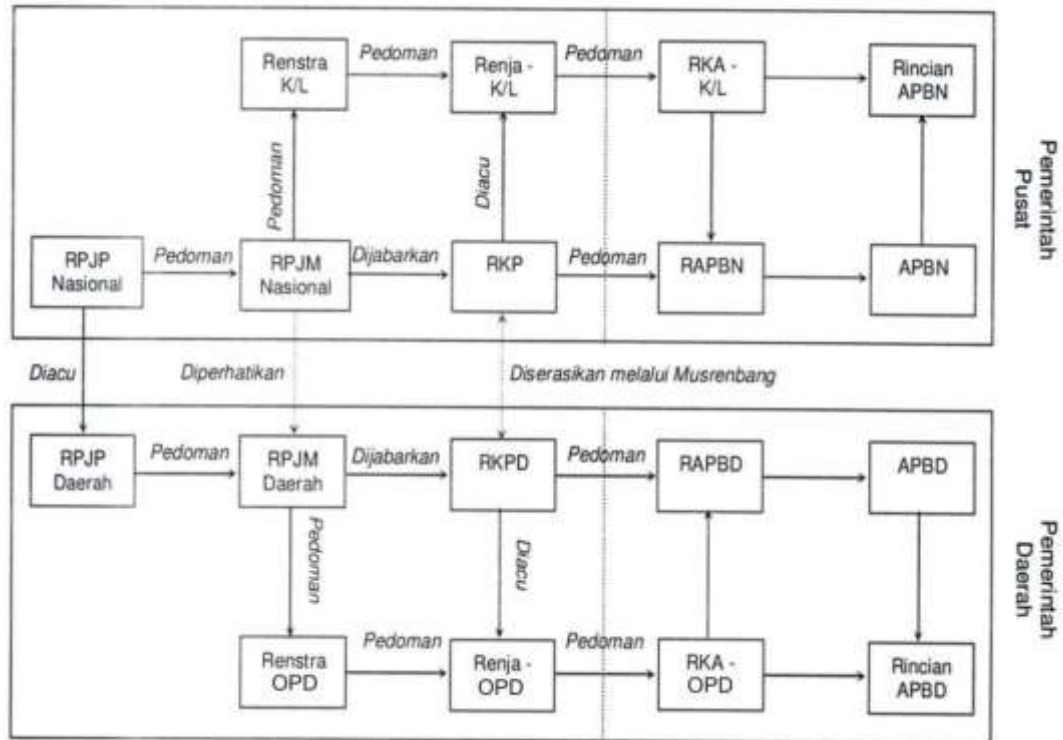 Renstra
K/L
Pedoman
Renja -
K/L
Pedoman
RKA -
K/L
Rincian
APBN
Pedoman
Diacu
RPJP
Nasional
Pedoman
RPJM
Nasional
Dijabarkan
RKP
Pedoman
RAPBN
APBN
Pemerintah
Pusat
Diacu
Diperhatikan
Diserasikan melalui Musrenbang
RPJP
Daerah
Pedoman
RPJM
Daerah
Dijabarkan
RKPD
Pedoman
RAPBD
APBD
Pedoman
Diacu
Renstra
OPD
Pedoman
Renja -
OPD
Pedoman
RKA -
OPD
Rincian
APBD
Pemerintah
Daerah